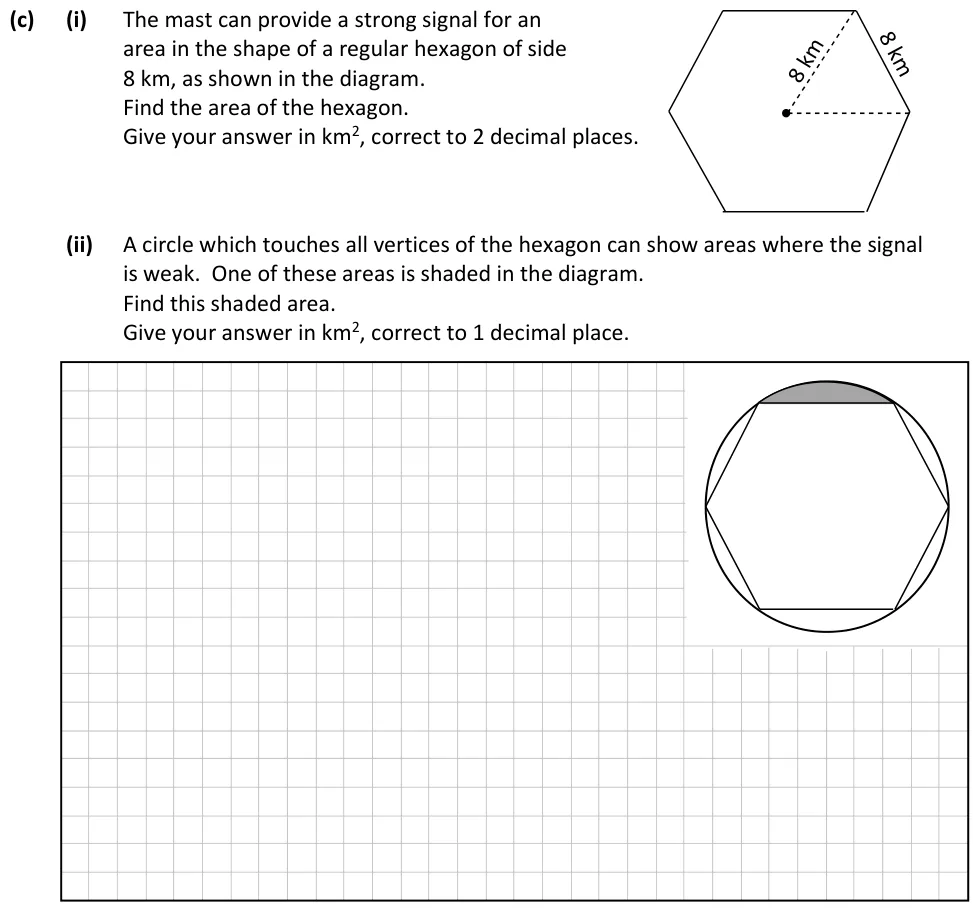 (c) (i) The mast can provide a strong signal for an
area in the shape of a regular hexagon of side
8 km, as shown in the diagram.
Find the area of the hexagon.
Give your answer in km², correct to 2 decimal places.
8 km
8 km
(ii) A circle which touches all vertices of the hexagon can show areas where the signal
is weak. One of these areas is shaded in the diagram.
Find this shaded area.
Give your answer in km², correct to 1 decimal place.